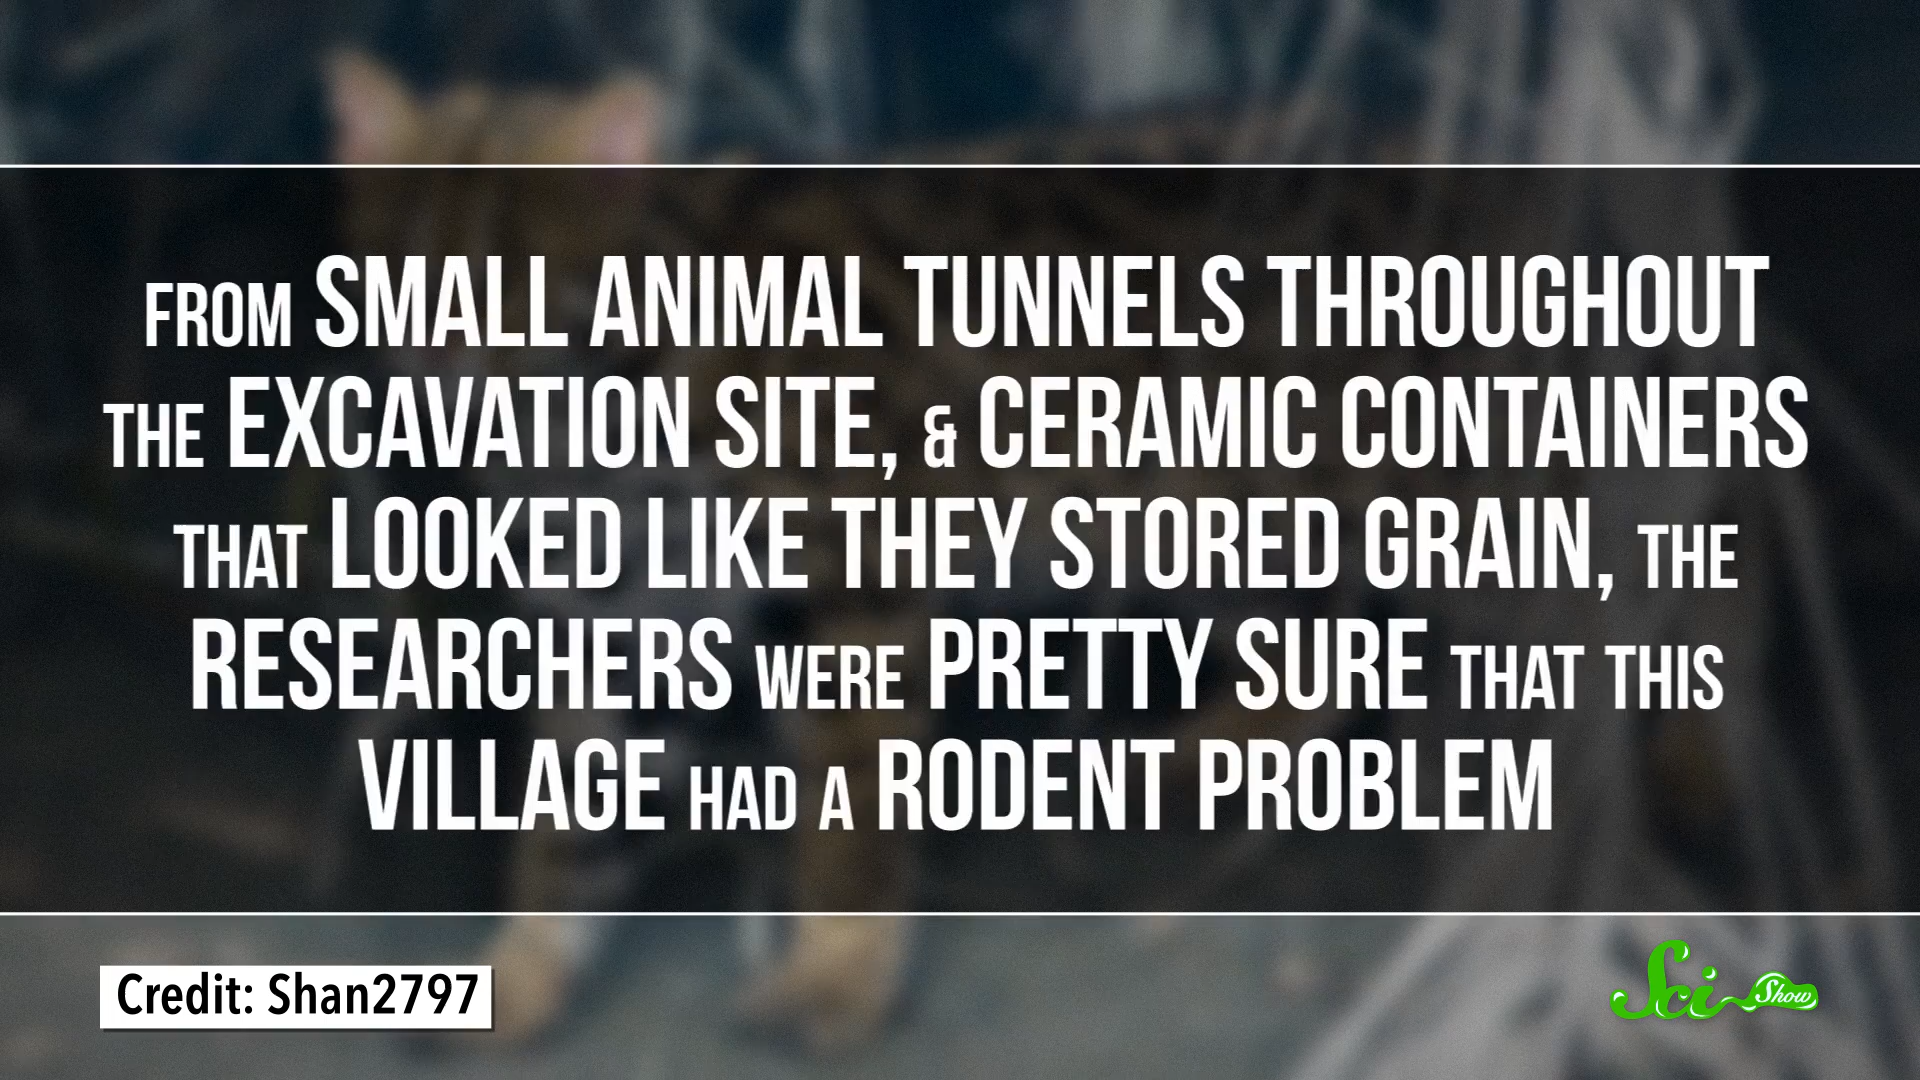 FROM SMALL ANIMAL TUNNELS THROUGHOUT
THE EXCAVATION SITE, & CERAMIC CONTAINERS
THAT LOOKED LIKE THEY STORED GRAIN, THE
RESEARCHERS WERE PRETTY SURE THAT THIS
VILLAGE HAD A RODENT PROBLEM
Credit: Shan2797
Sci Show